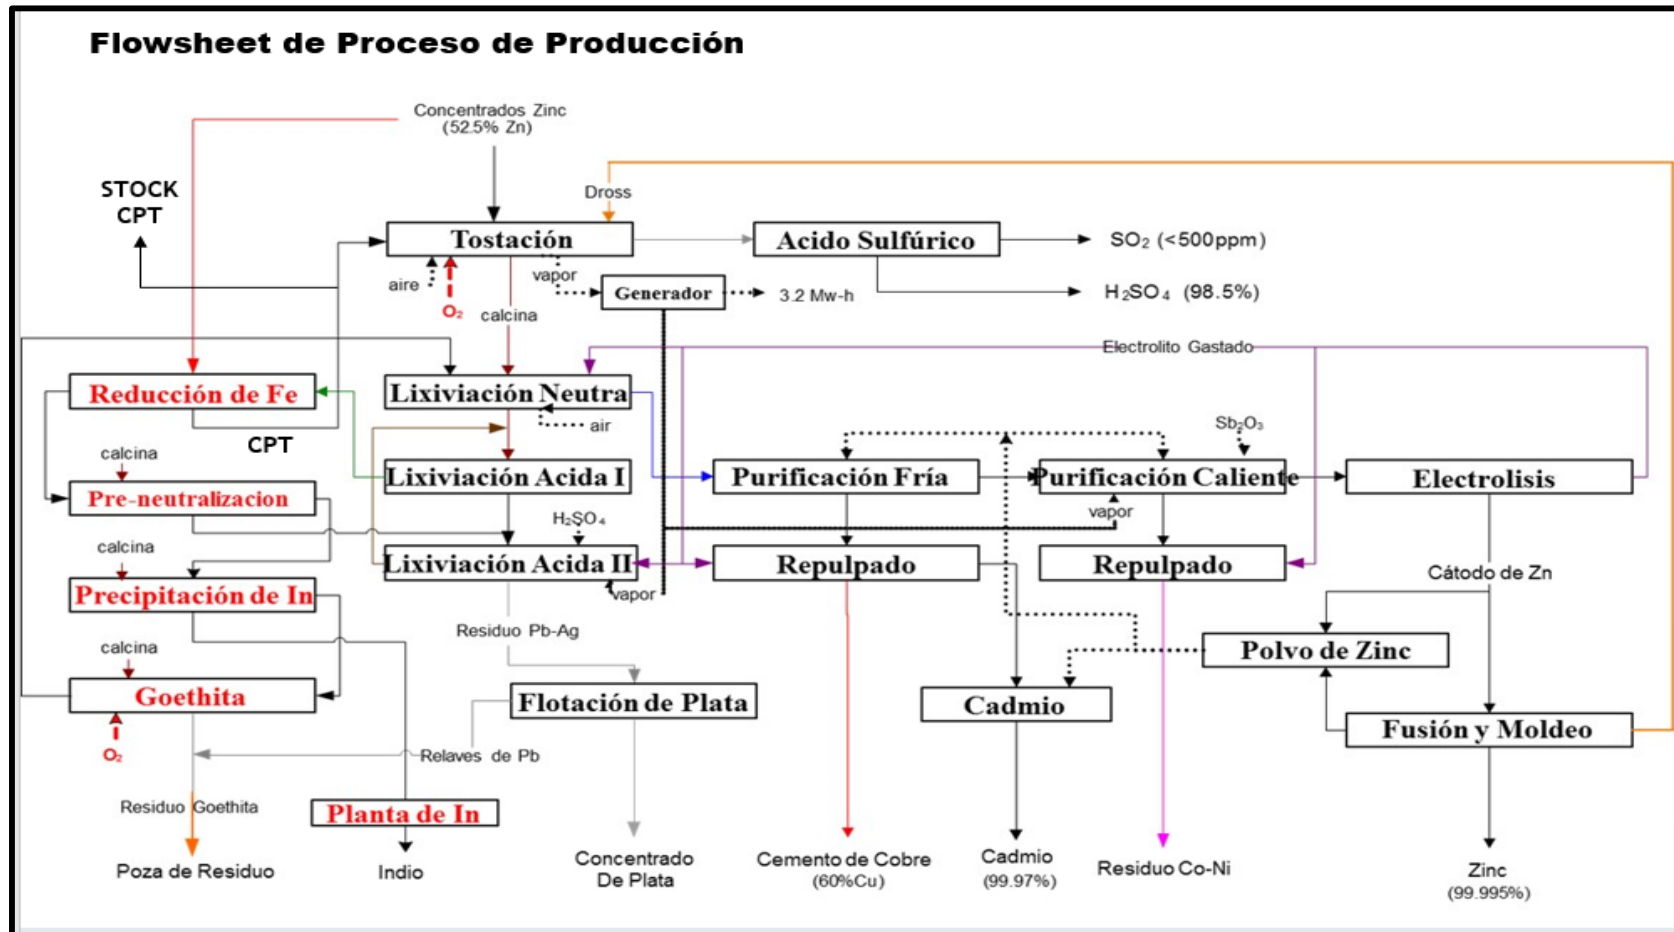 Flowsheet de Proceso de Producción
Concentrados Zinc
(52.5% Zn)
STOCK
CPT
Dross
Tostación
Acido Sulfúrico
SO₂ (<500ppm)
aire
O₂
vapor
Generador
3.2 Mw-h
H₂SO₄ (98.5%)
calcina
Electrolito Gastado
Reducción de Fe
Lixiviación Neutra
CPT
air
Sb₂O₃
calcina
Lixiviación Acida I
Purificación Fría
Purificación Caliente
Electrolisis
Pre-neutralizacion
H₂SO₄
vapor
calcina
Lixiviación Acida II
Repulpado
Repulpado
Cátodo de Zn
Precipitación de In
vapor
Residuo Pb-Ag
calcina
Polvo de Zinc
Goethita
Flotación de Plata
Cadmio
Fusión y Moldeo
O₂
Relaves de Pb
Residuo Goethita
Planta de In
Poza de Residuo
Indio
Concentrado
De Plata
Cemento de Cobre
(60%Cu)
Cadmio
(99.97%)
Residuo Co-Ni
Zinc
(99.995%)